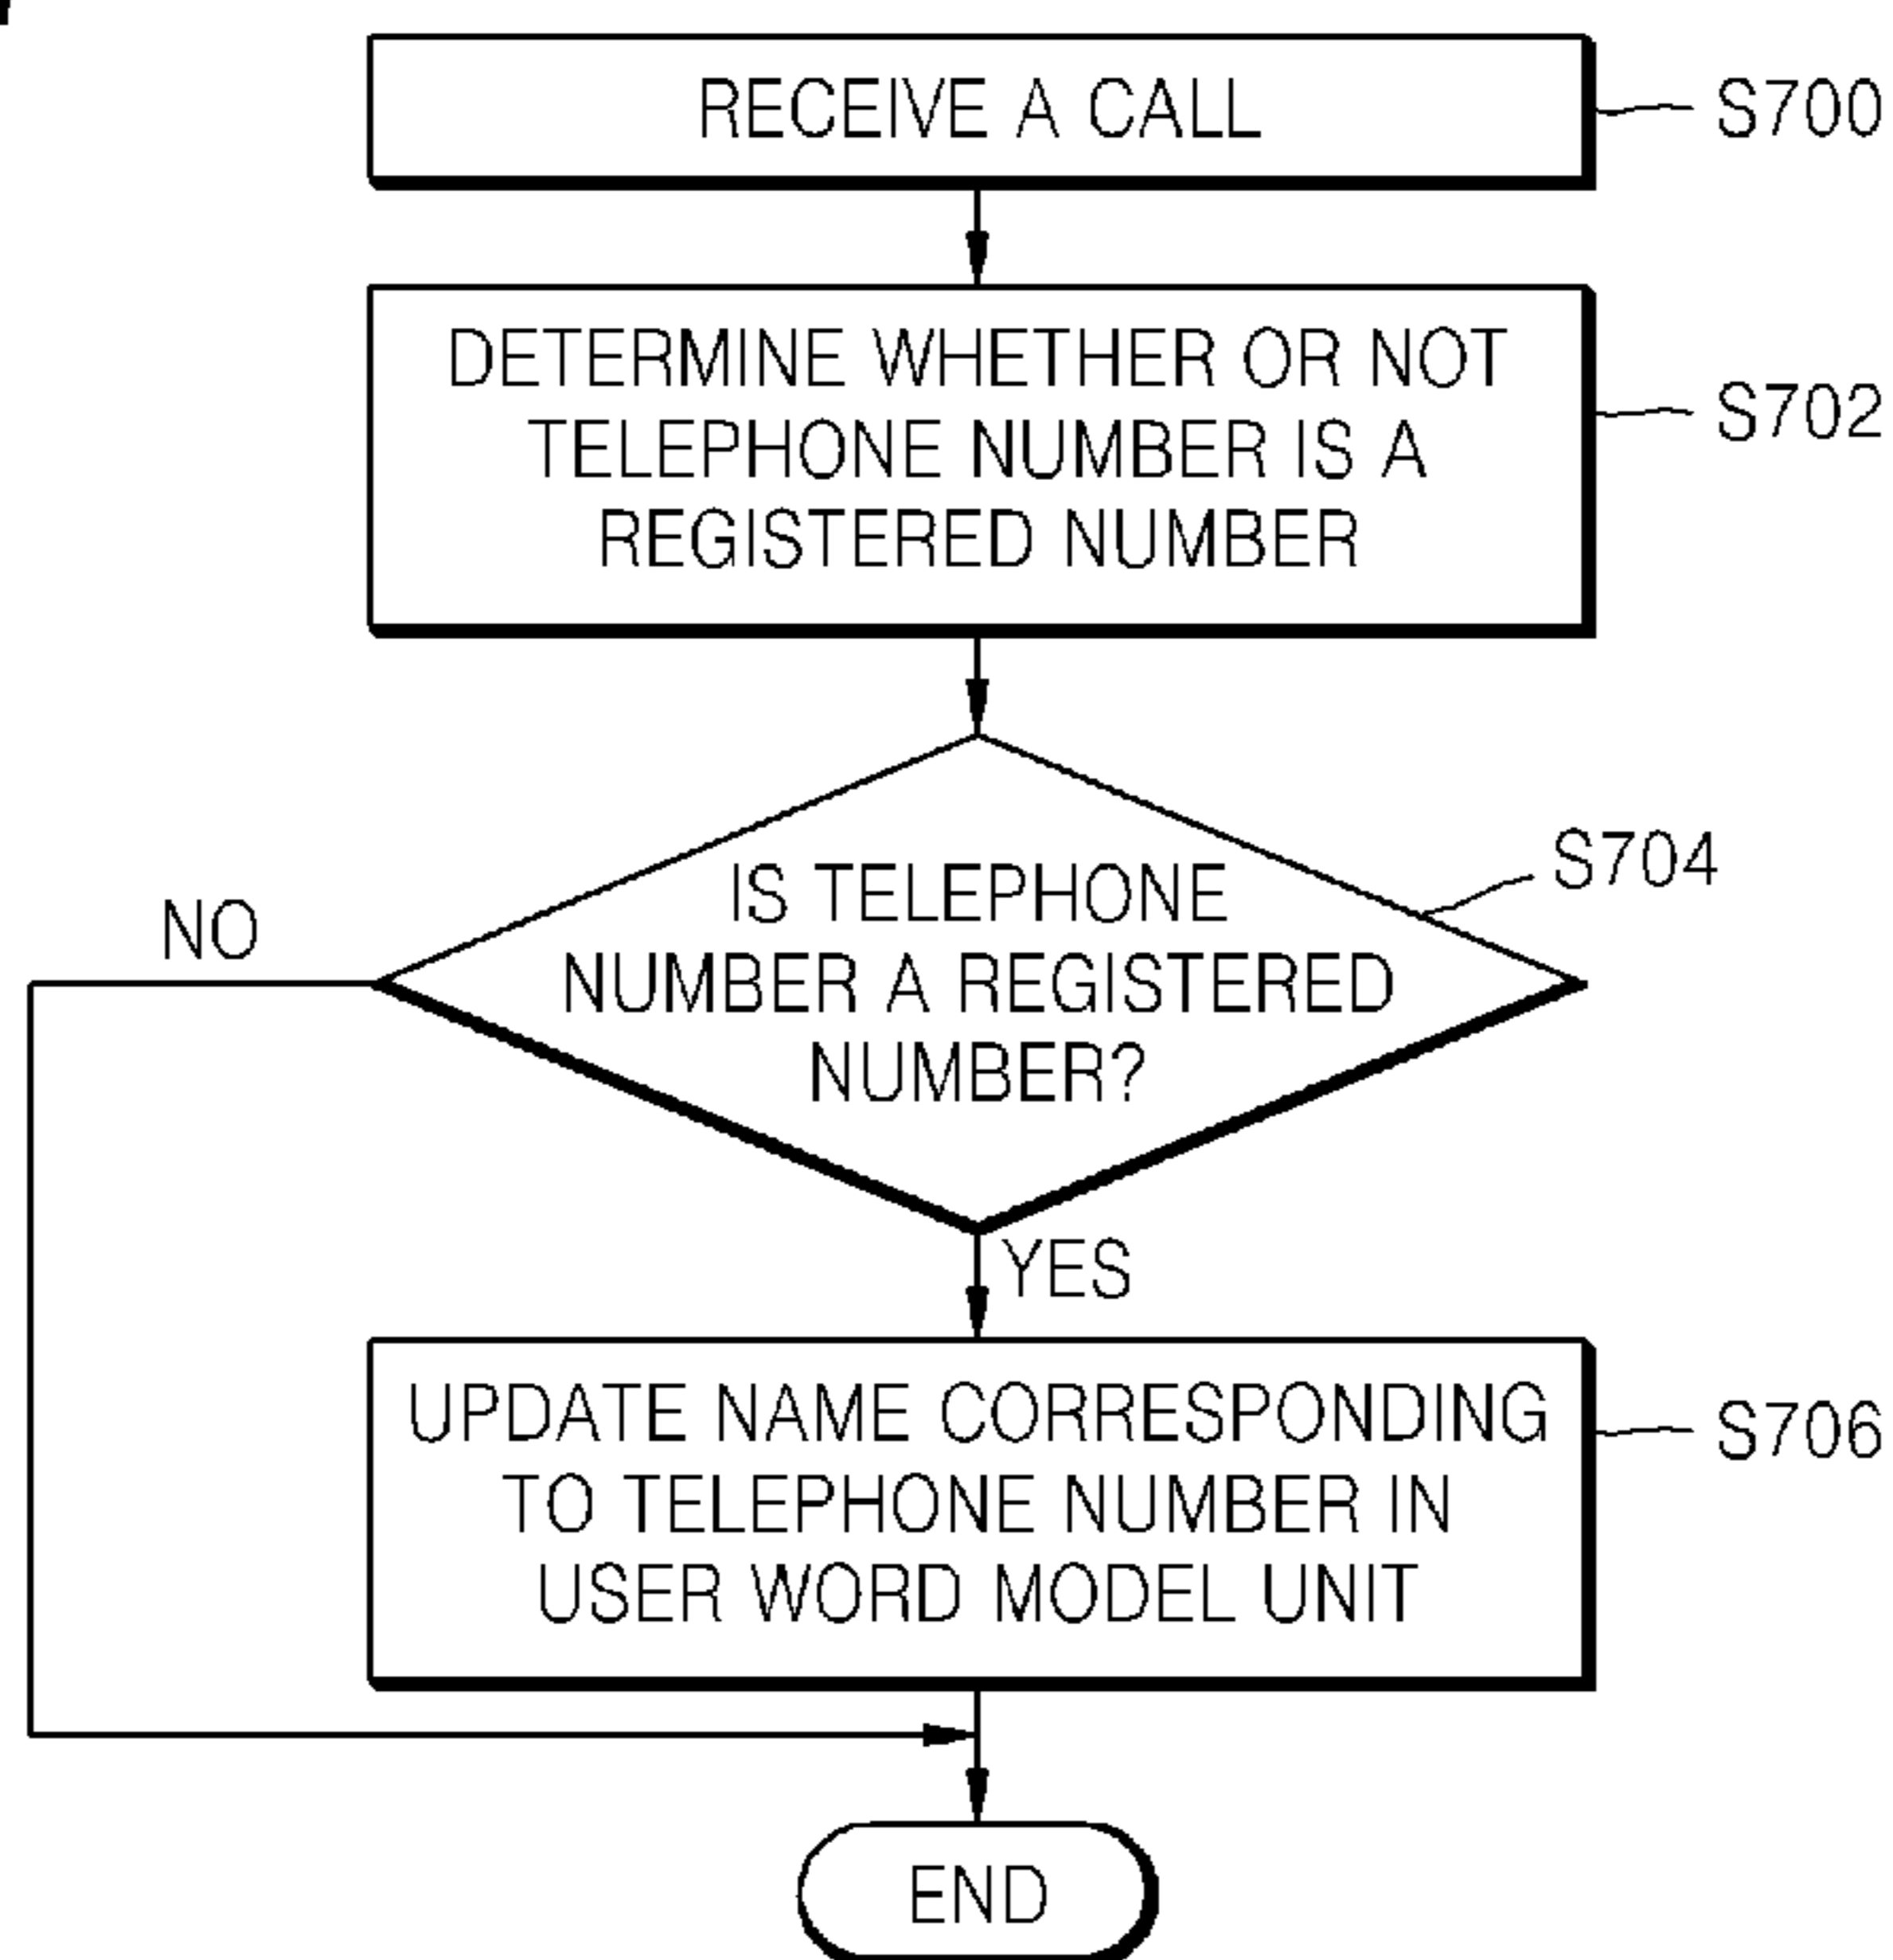 RECEIVE A CALL
S700
DETERMINE WHETHER OR NOT
TELEPHONE NUMBER IS A
REGISTERED NUMBER
S702
IS TELEPHONE
NUMBER A REGISTERED
NUMBER?
S704
NO
YES
UPDATE NAME CORRESPONDING
TO TELEPHONE NUMBER IN
USER WORD MODEL UNIT
S706
END